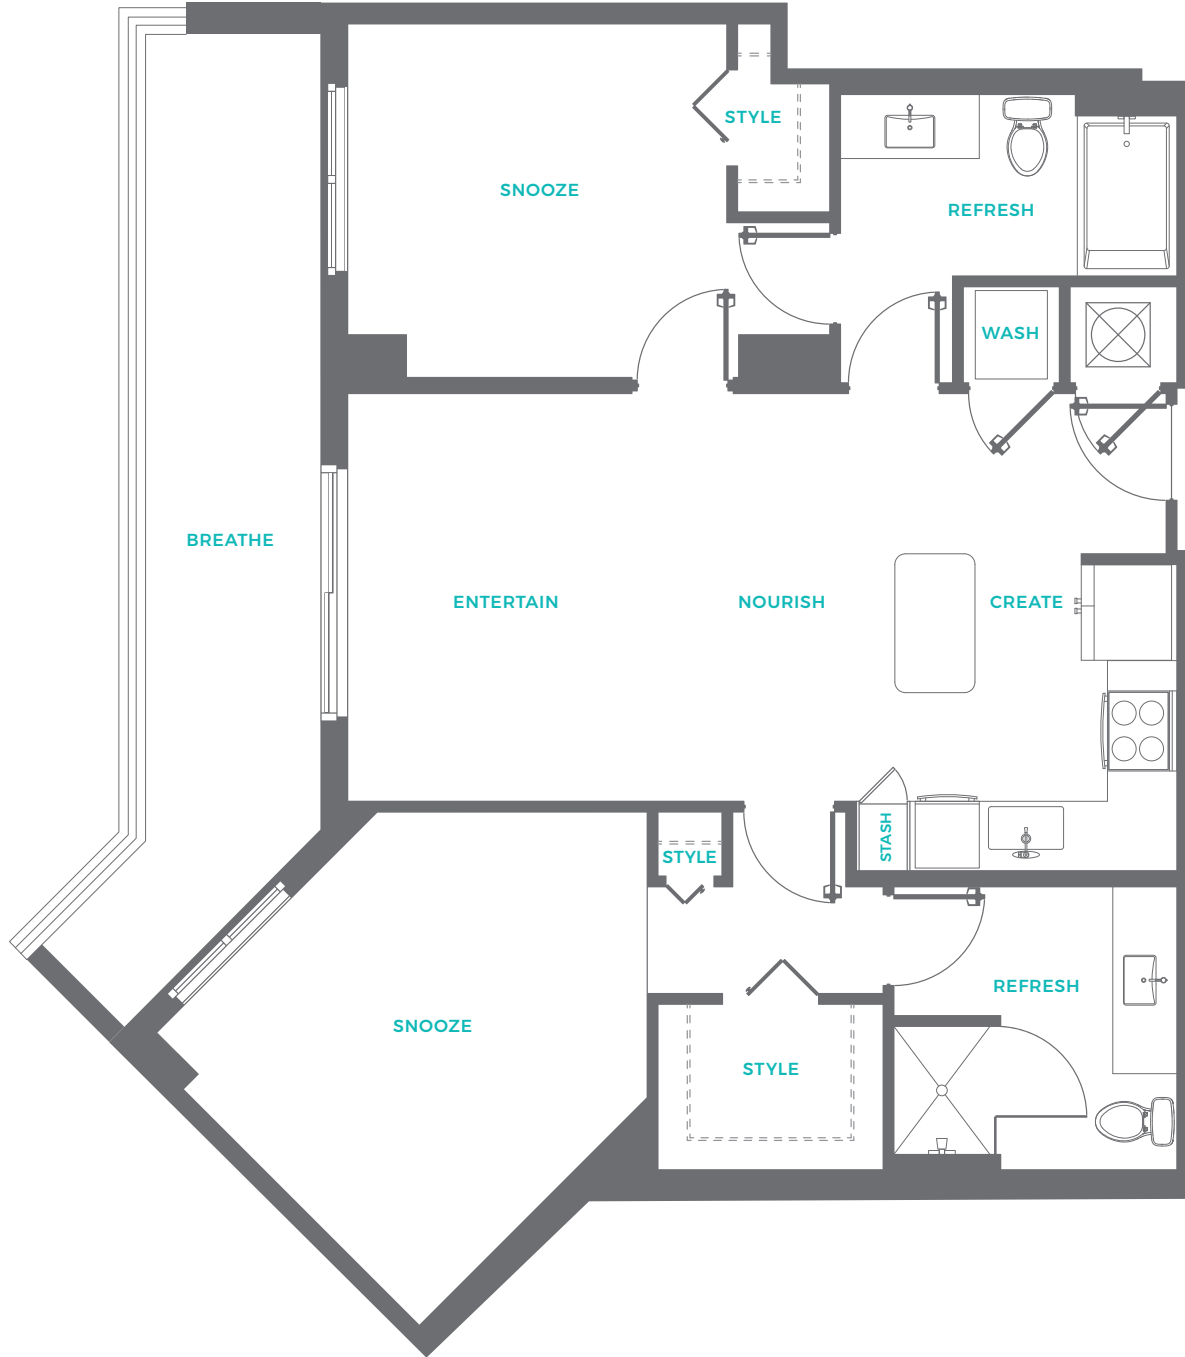 STYLE
SNOOZE
REFRESH
WASH
BREATHE
ENTERTAIN
NOURISH
CREATE
STASH
STYLE
REFRESH
SNOOZE
STYLE